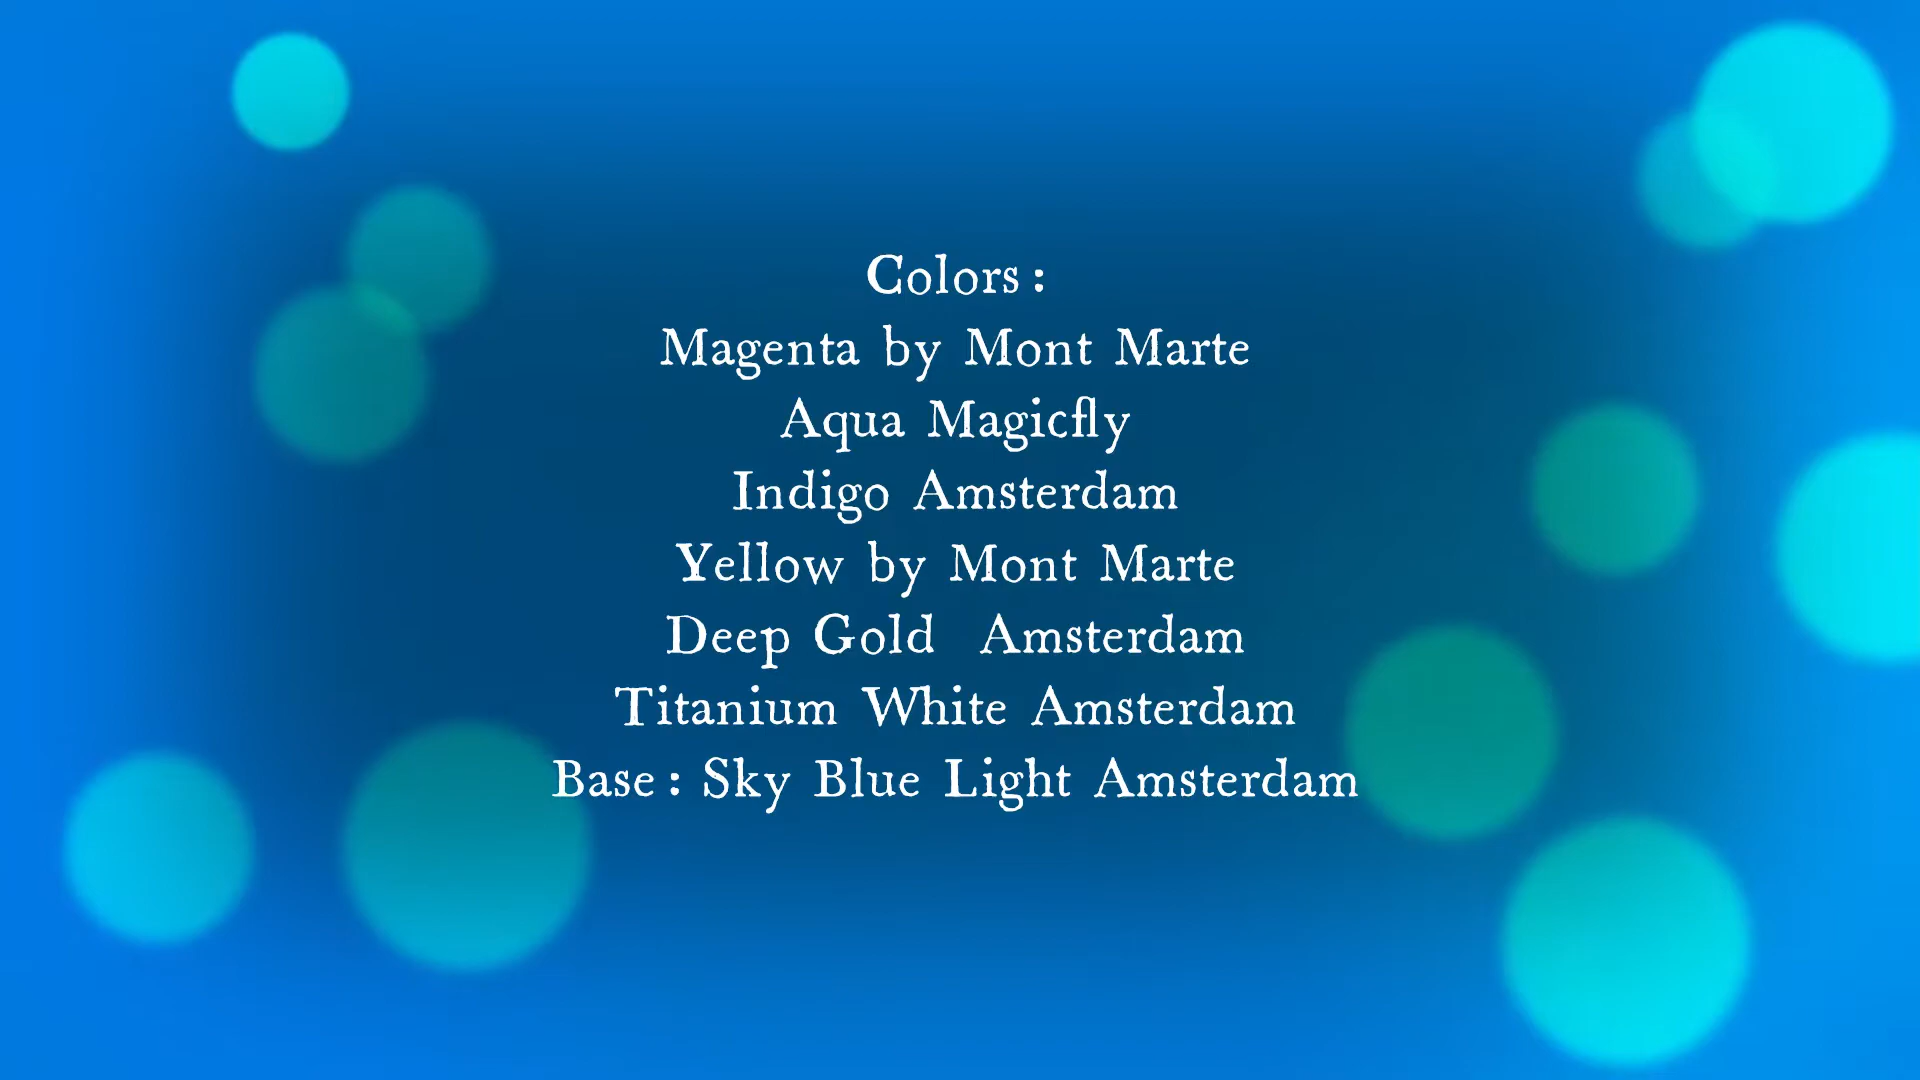 Colors :
Magenta by Mont Marte
Aqua Magicfly
Indigo Amsterdam
Yellow by Mont Marte
Deep Gold  Amsterdam
Titanium White Amsterdam
Base : Sky Blue Light Amsterdam